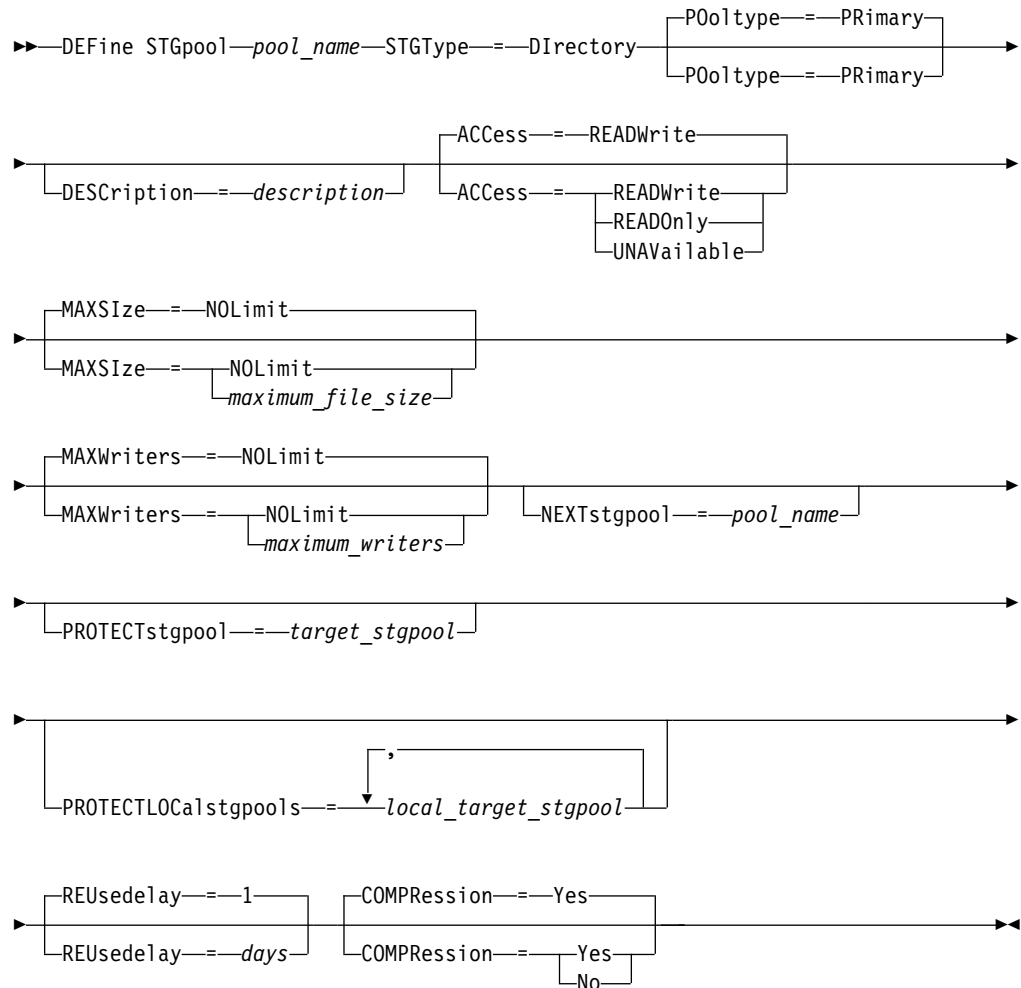 POoltype = PRimary
DEFine STGpool pool_name STGType = DIrectory
POoltype = PRimary
ACCess = READWrite
DESCription = description
ACCess = READWrite
READOnly
UNAVailable
MAXSIze = NOLimit
MAXSIze = NOLimit
maximum_file_size
MAXWriters = NOLimit
MAXWriters = NOLimit
maximum_writers
NEXTstgpool = pool_name
PROTECTstgpool = target_stgpool
,
PROTECTLOCalstgpools = local_target_stgpool
REUsedelay = 1
COMPRession = Yes
REUsedelay = days
COMPRession = Yes
No